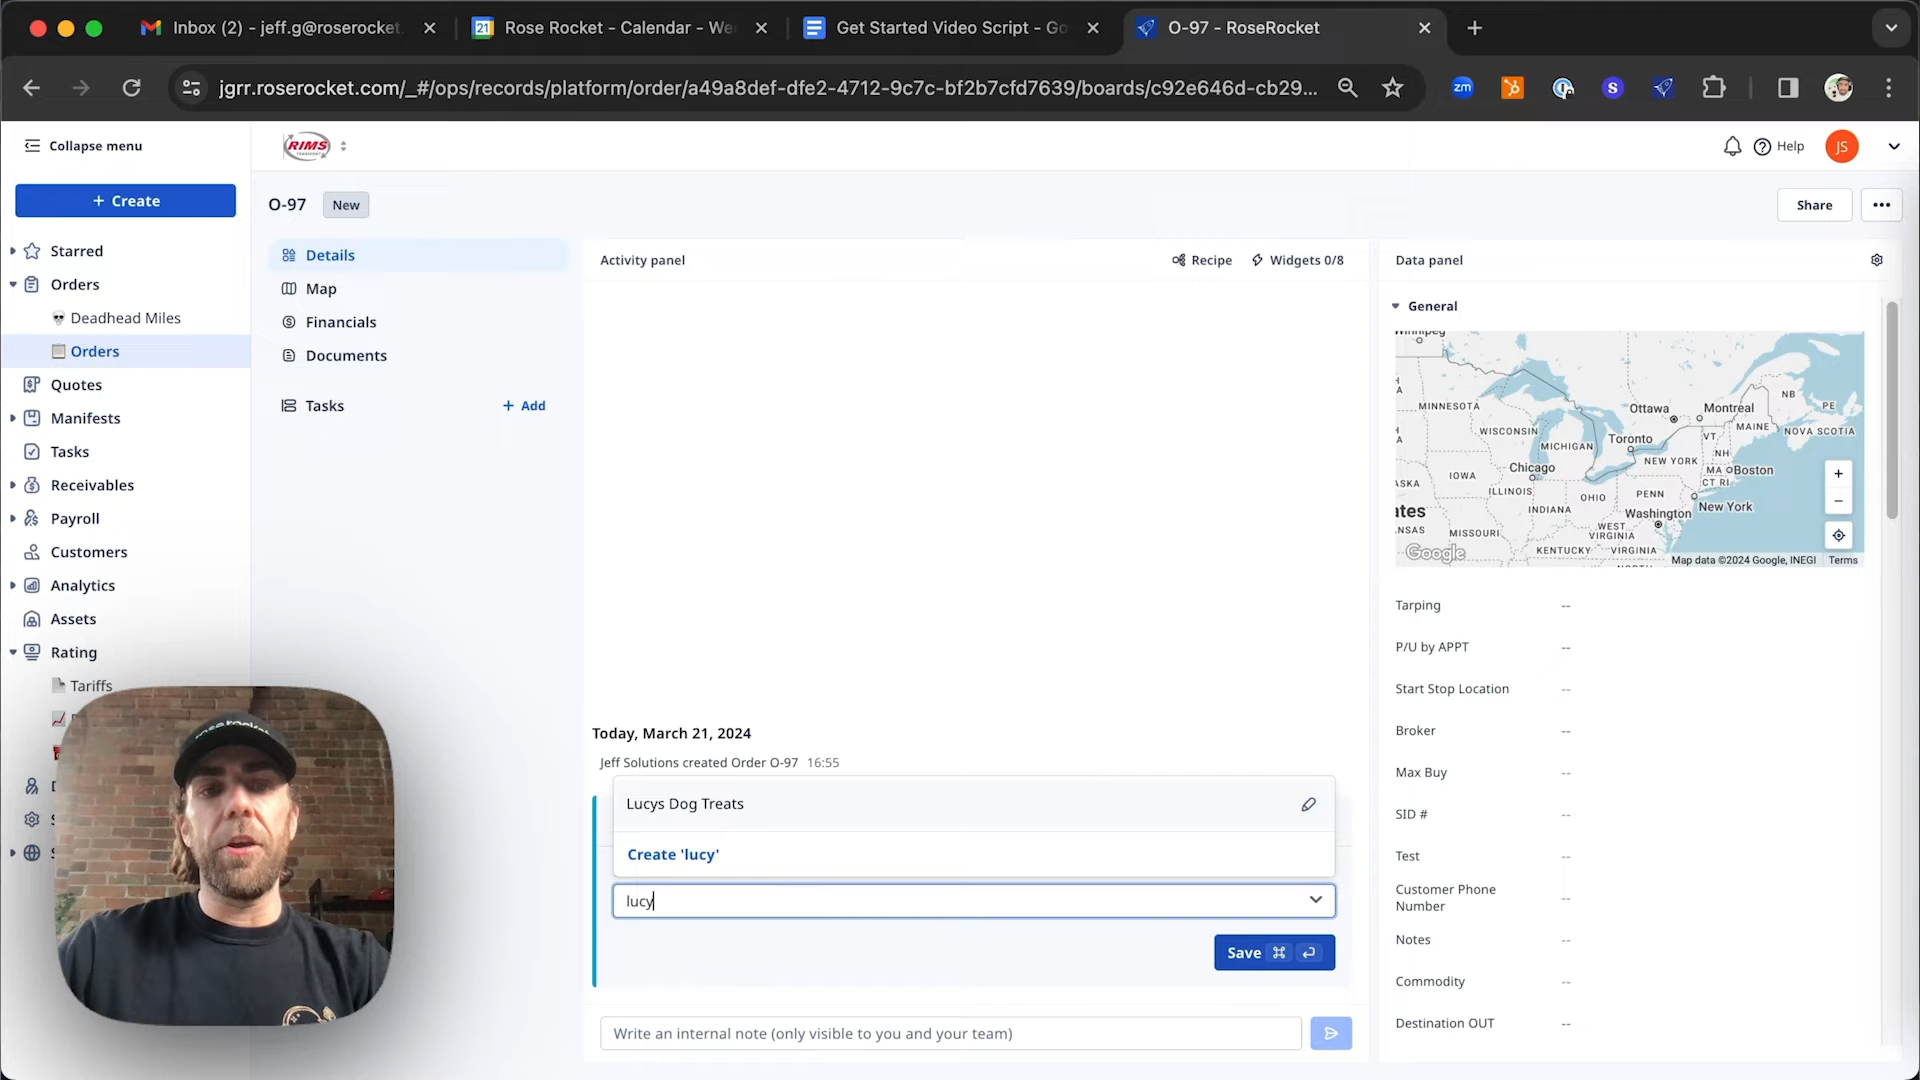 Inbox (2) - jeff.g@roserocket.
21
Rose Rocket - Calendar - We
Get Started Video Script - Go
O-97 - RoseRocket
jgrr.roserocket.com/_#/ops/records/platform/order/a49a8def-dfe2-4712-9c7c-bf2b7cfd7639/boards/c92e646d-cb29...
zm
S
Collapse menu
RIMS
Help
JS
+ Create
O-97
New
Share
Starred
Orders
Deadhead Miles
Orders
Quotes
Manifests
Tasks
Receivables
Payroll
Customers
Analytics
Assets
Rating
Tariffs
Details
Map
Financials
Documents
Tasks
+ Add
Activity panel
Recipe
Widgets 0/8
Today, March 21, 2024
Jeff Solutions created Order O-97 16:55
Lucys Dog Treats
Create 'lucy'
lucy
Save ⌘
Write an internal note (only visible to you and your team)
Data panel
General
Winnipeg
MINNESOTA
Ottawa
Montreal
NB
PE
WISCONSIN
MICHIGAN
Toronto
VT
MAINE
NOVA SCOTIA
NH
NEW YORK
IOWA
Chicago
MA
Boston
CT RI
ILLINOIS
OHIO
PENN
New York
INDIANA
Washington
ates
NSAS
MISSOURI
WEST
VIRGINIA
KENTUCKY
VIRGINIA
Google
Map data ©2024 Google, INEGI
Terms
+
−
Tarping --
P/U by APPT --
Start Stop Location --
Broker --
Max Buy --
SID # --
Test --
Customer Phone
Number --
Notes --
Commodity --
Destination OUT --